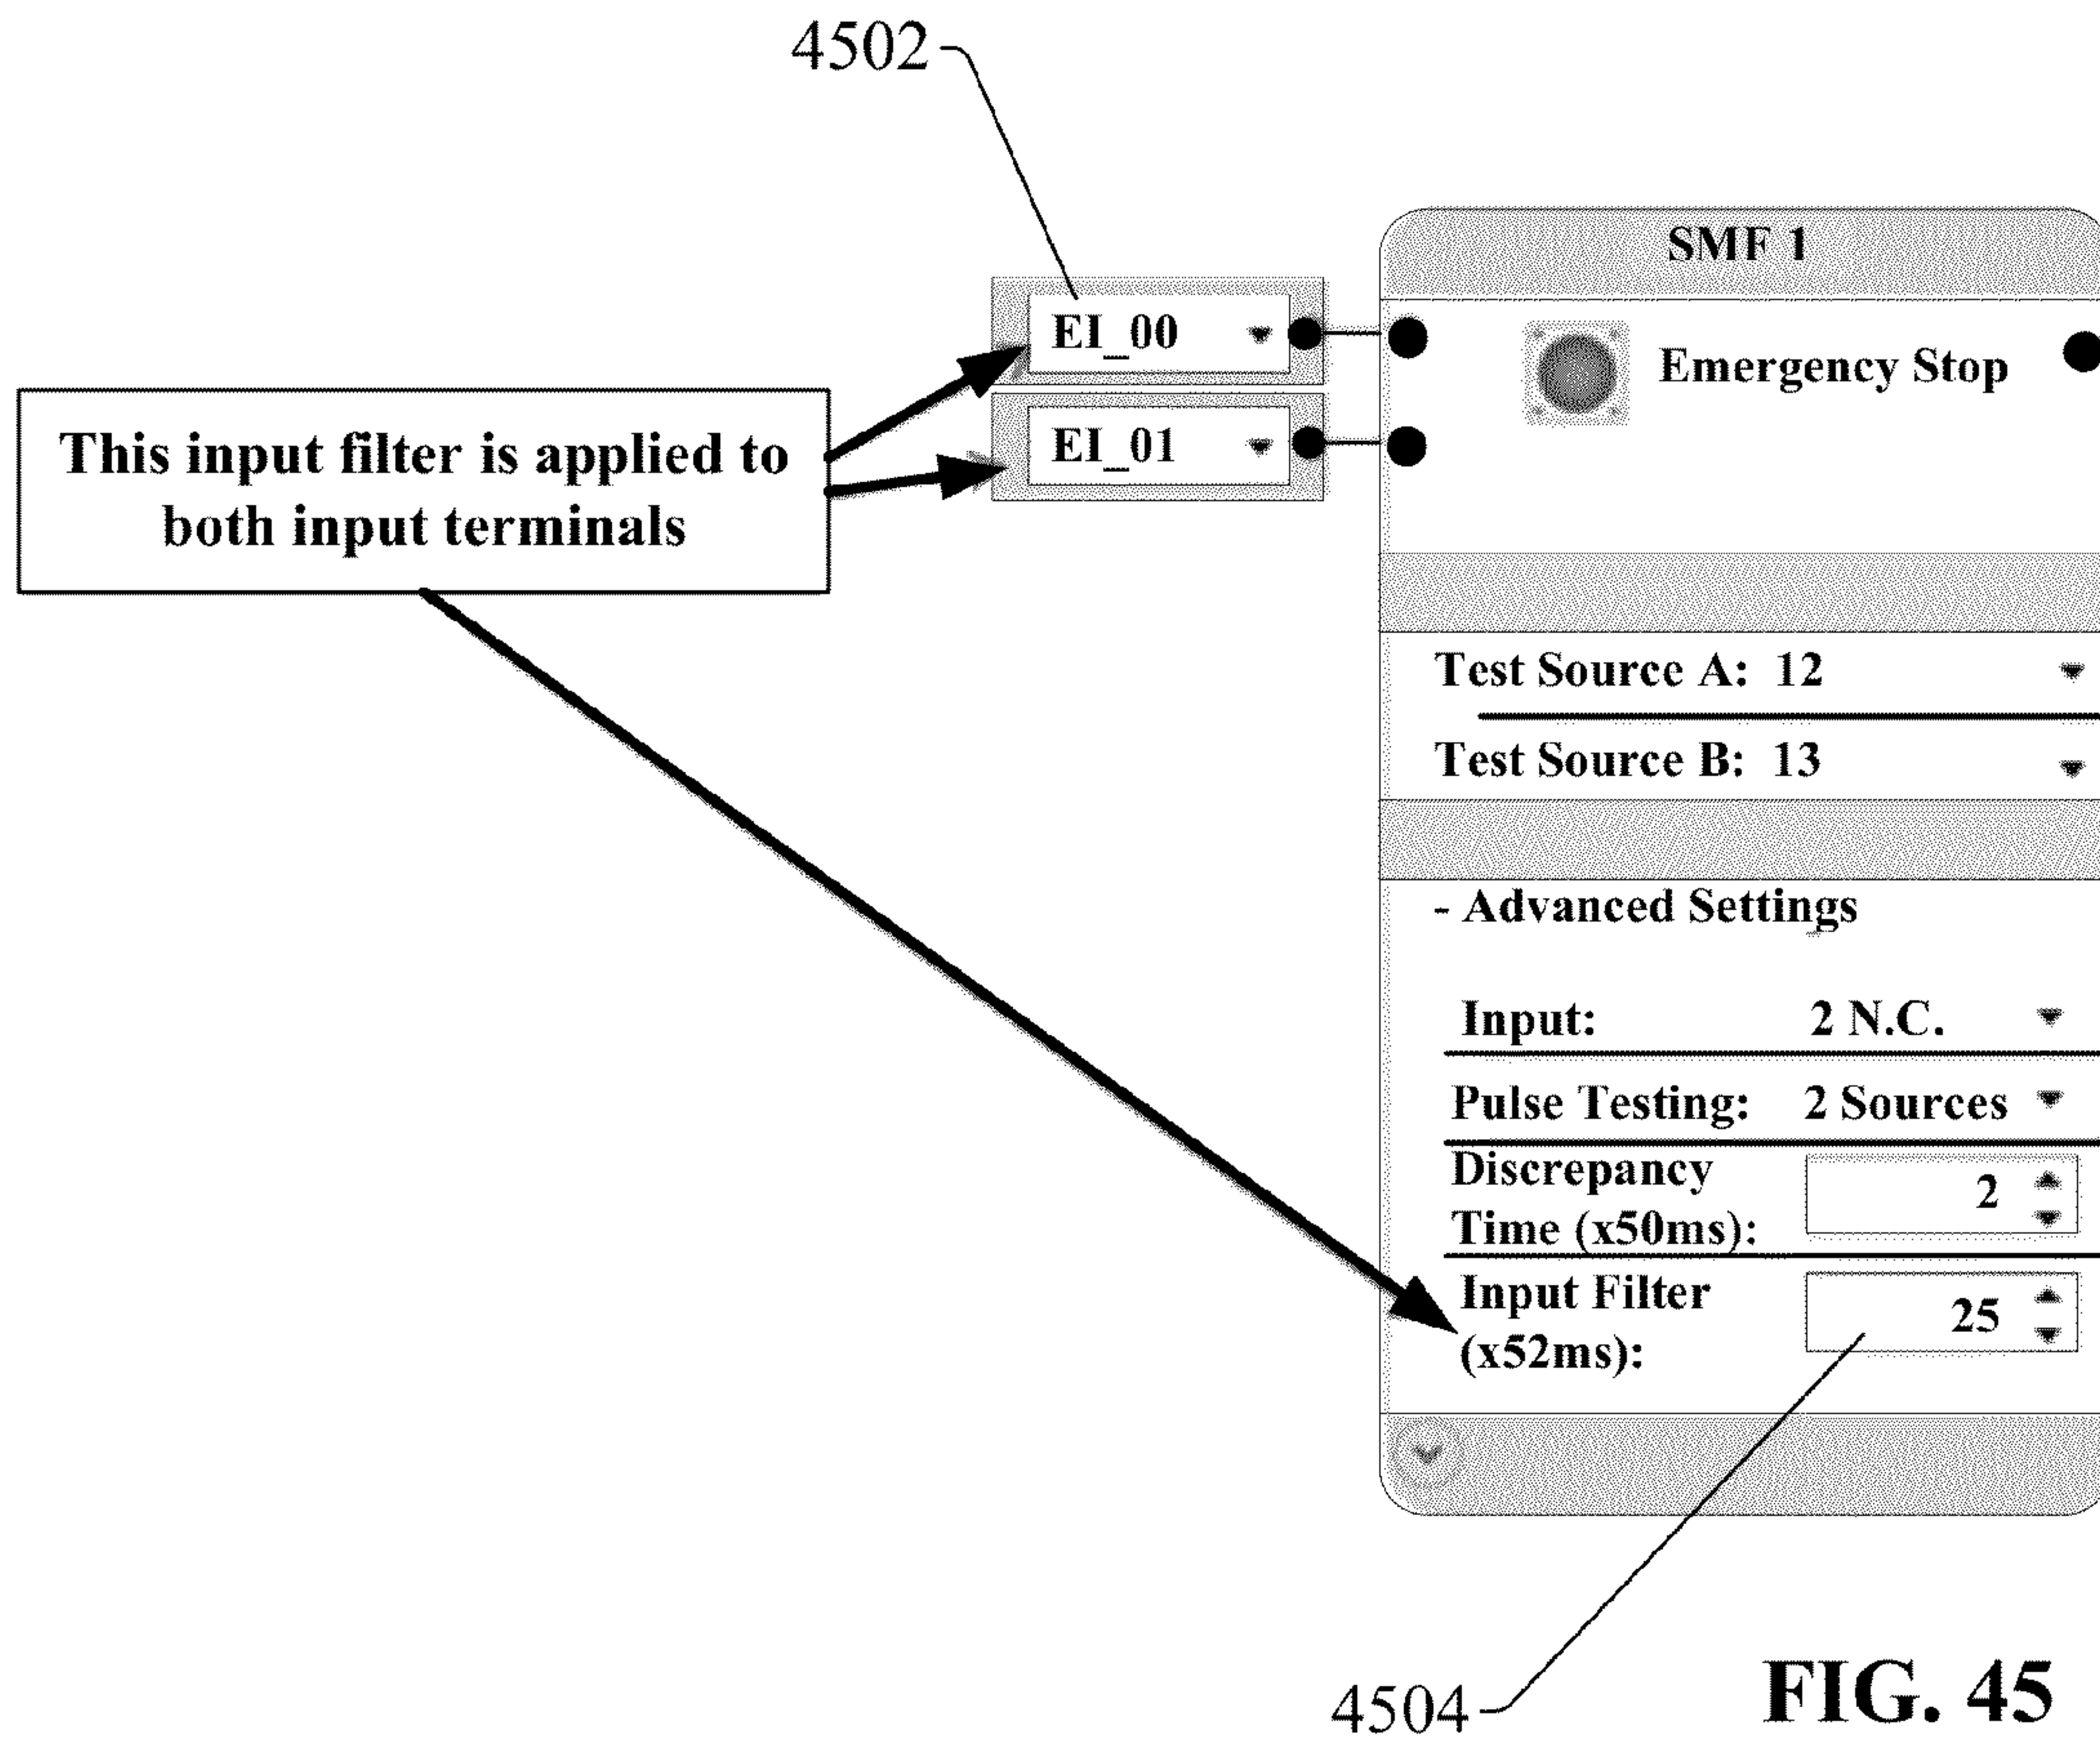 4502
SMF 1
EI_00
Emergency Stop
EI_01
This input filter is applied to
both input terminals
Test Source A: 12
Test Source B: 13
- Advanced Settings
Input: 2 N.C.
Pulse Testing: 2 Sources
Discrepancy
Time (x50ms): 2
Input Filter
(x52ms): 25
4504
FIG. 45